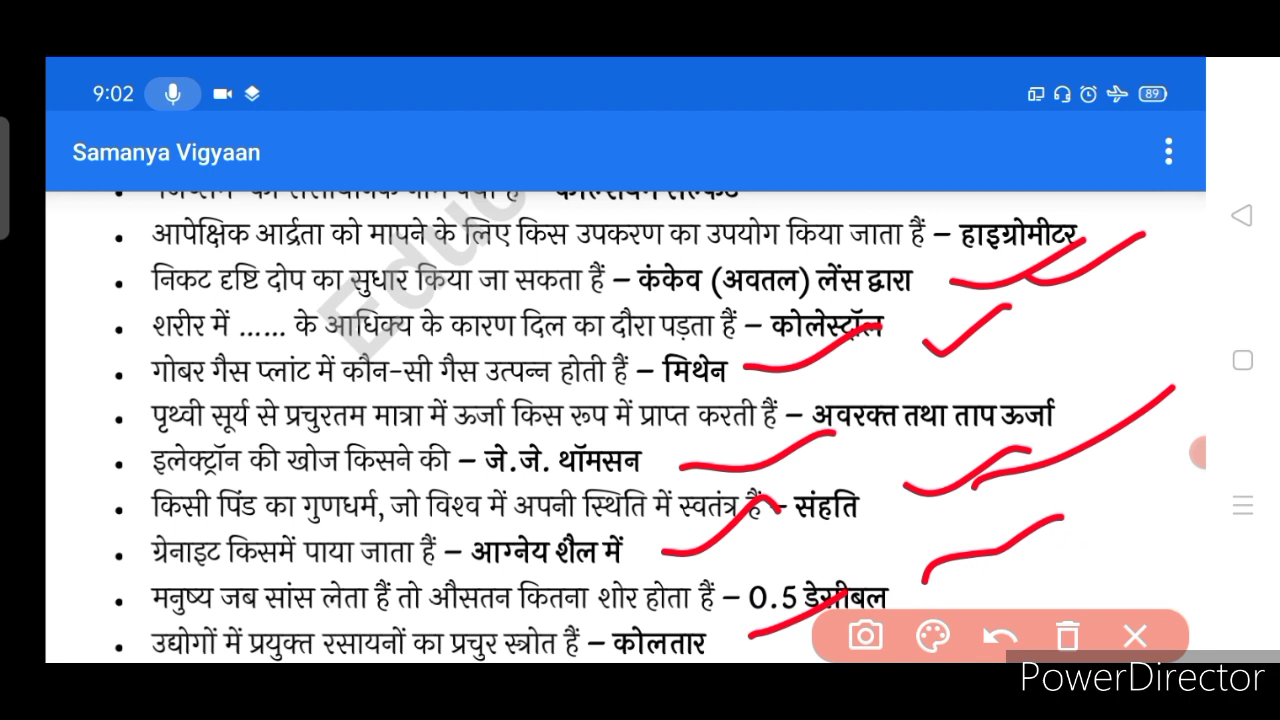 9:02
89
Samanya Vigyaan
Educ
• आपेक्षिक आर्द्रता को मापने के लिए किस उपकरण का उपयोग किया जाता हैं – हाइग्रोमीटर
• निकट दृष्टि दोप का सुधार किया जा सकता हैं – कंकेव (अवतल) लेंस द्वारा
• शरीर में ...... के आधिक्य के कारण दिल का दौरा पड़ता हैं – कोलेस्ट्रॉल
• गोबर गैस प्लांट में कौन-सी गैस उत्पन्न होती हैं – मिथेन
• पृथ्वी सूर्य से प्रचुरतम मात्रा में ऊर्जा किस रूप में प्राप्त करती हैं – अवरक्त तथा ताप ऊर्जा
• इलेक्ट्रॉन की खोज किसने की – जे.जे. थॉमसन
• किसी पिंड का गुणधर्म, जो विश्व में अपनी स्थिति में स्वतंत्र हैं – संहति
• ग्रेनाइट किसमें पाया जाता हैं – आग्नेय शैल में
• मनुष्य जब सांस लेता हैं तो औसतन कितना शोर होता हैं – 0.5 डेसीबल
• उद्योगों में प्रयुक्त रसायनों का प्रचुर स्त्रोत हैं – कोलतार
PowerDirector